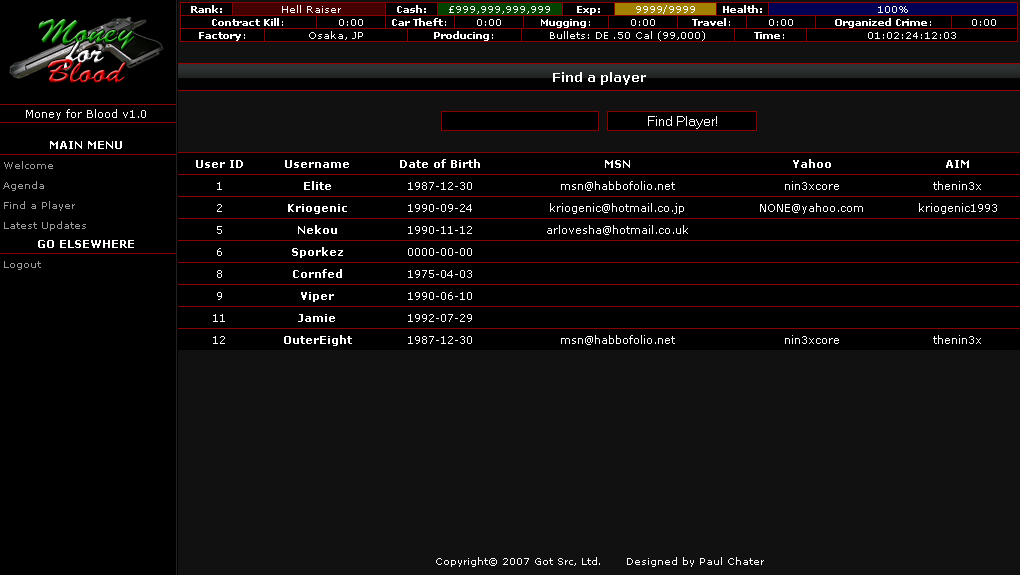 Money
for
Blood
Rank: Hell Raiser Cash: £999,999,999,999 Exp: 9999/9999 Health: 100%
Contract Kill: 0:00 Car Theft: 0:00 Mugging: 0:00 Travel: 0:00 Organized Crime: 0:00
Factory: Osaka, JP Producing: Bullets: DE .50 Cal (99,000) Time: 01:02:24:12:03
Money for Blood v1.0
MAIN MENU
Welcome
Agenda
Find a Player
Latest Updates
GO ELSEWHERE
Logout
Find a player
Find Player!
User ID Username Date of Birth MSN Yahoo AIM
1 Elite 1987-12-30 msn@habbofolio.net nin3xcore thenin3x
2 Kriogenic 1990-09-24 kriogenic@hotmail.co.jp NONE@yahoo.com kriogenic1993
5 Nekou 1990-11-12 arlovesha@hotmail.co.uk
6 Sporkez 0000-00-00
8 Cornfed 1975-04-03
9 Viper 1990-06-10
11 Jamie 1992-07-29
12 OuterEight 1987-12-30 msn@habbofolio.net nin3xcore thenin3x
Copyright© 2007 Got Src, Ltd. Designed by Paul Chater